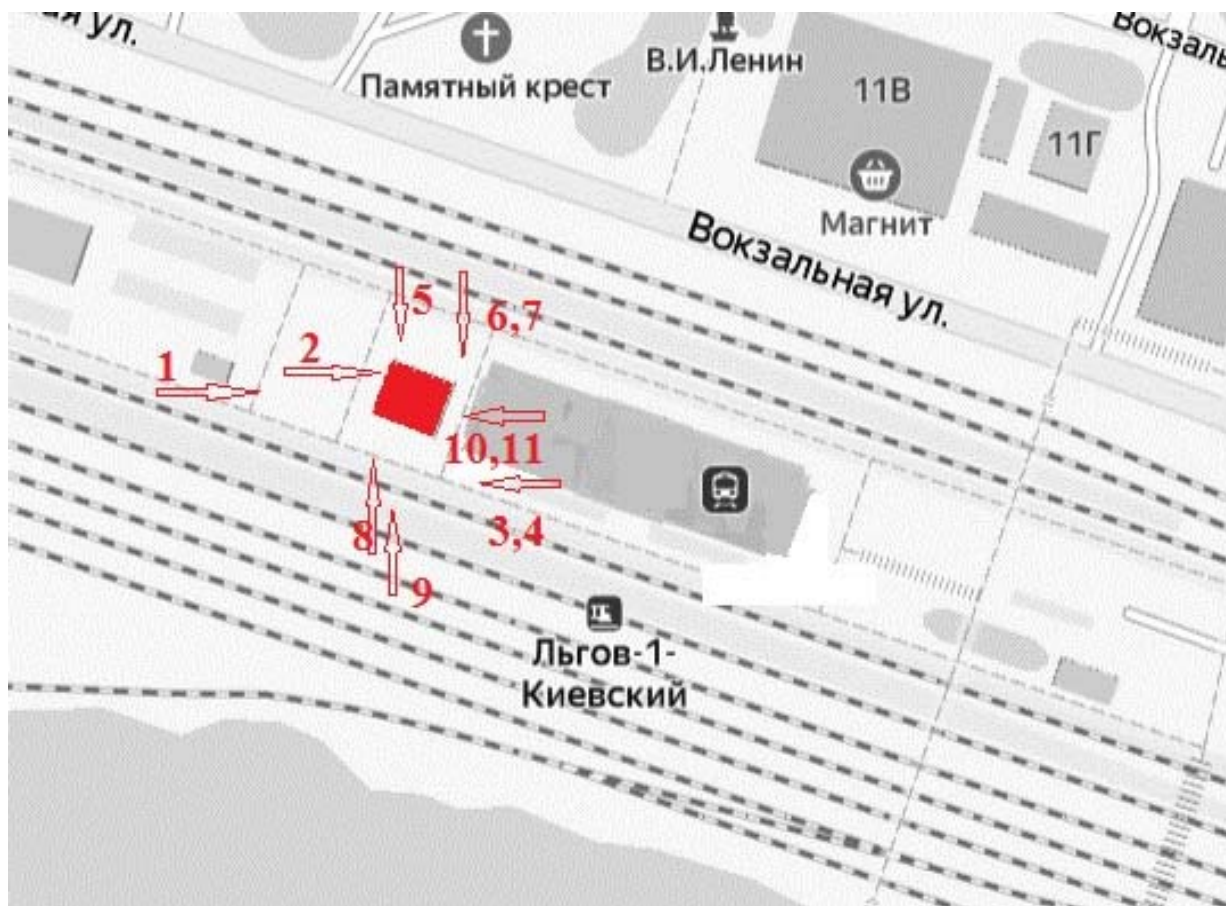 ая ул.
Вокзаль
В.И.Ленин
Памятный крест
11В
11Г
Магнит
Вокзальная ул.
5
6,7
2
1
10,11
3,4
8
9
Льгов-1-
Киевский